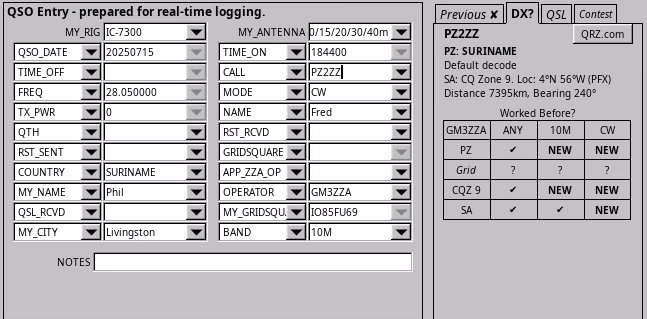 QSO Entry - prepared for real-time logging.
MY_RIG IC-7300 MY_ANTENNA 0/15/20/30/40m
QSO_DATE 20250715 TIME_ON 184400
TIME_OFF CALL PZ2ZZ
FREQ 28.050000 MODE CW
TX_PWR 0 NAME Fred
QTH RST_RCVD
RST_SENT GRIDSQUARE
COUNTRY SURINAME APP_ZZA_OP
MY_NAME Phil OPERATOR GM3ZZA
QSL_RCVD MY_GRIDSQU IO85FU69
MY_CITY Livingston BAND 10M
NOTES
Previous ✘ DX? QSL Contest
PZ2ZZ QRZ.com
PZ: SURINAME
Default decode
SA: CQ Zone 9. Loc: 4°N 56°W (PFX)
Distance 7395km, Bearing 240°
Worked Before?
GM3ZZA ANY 10M CW
PZ ✔ NEW NEW
Grid ? ? ?
CQZ 9 ✔ NEW NEW
SA ✔ ✔ NEW